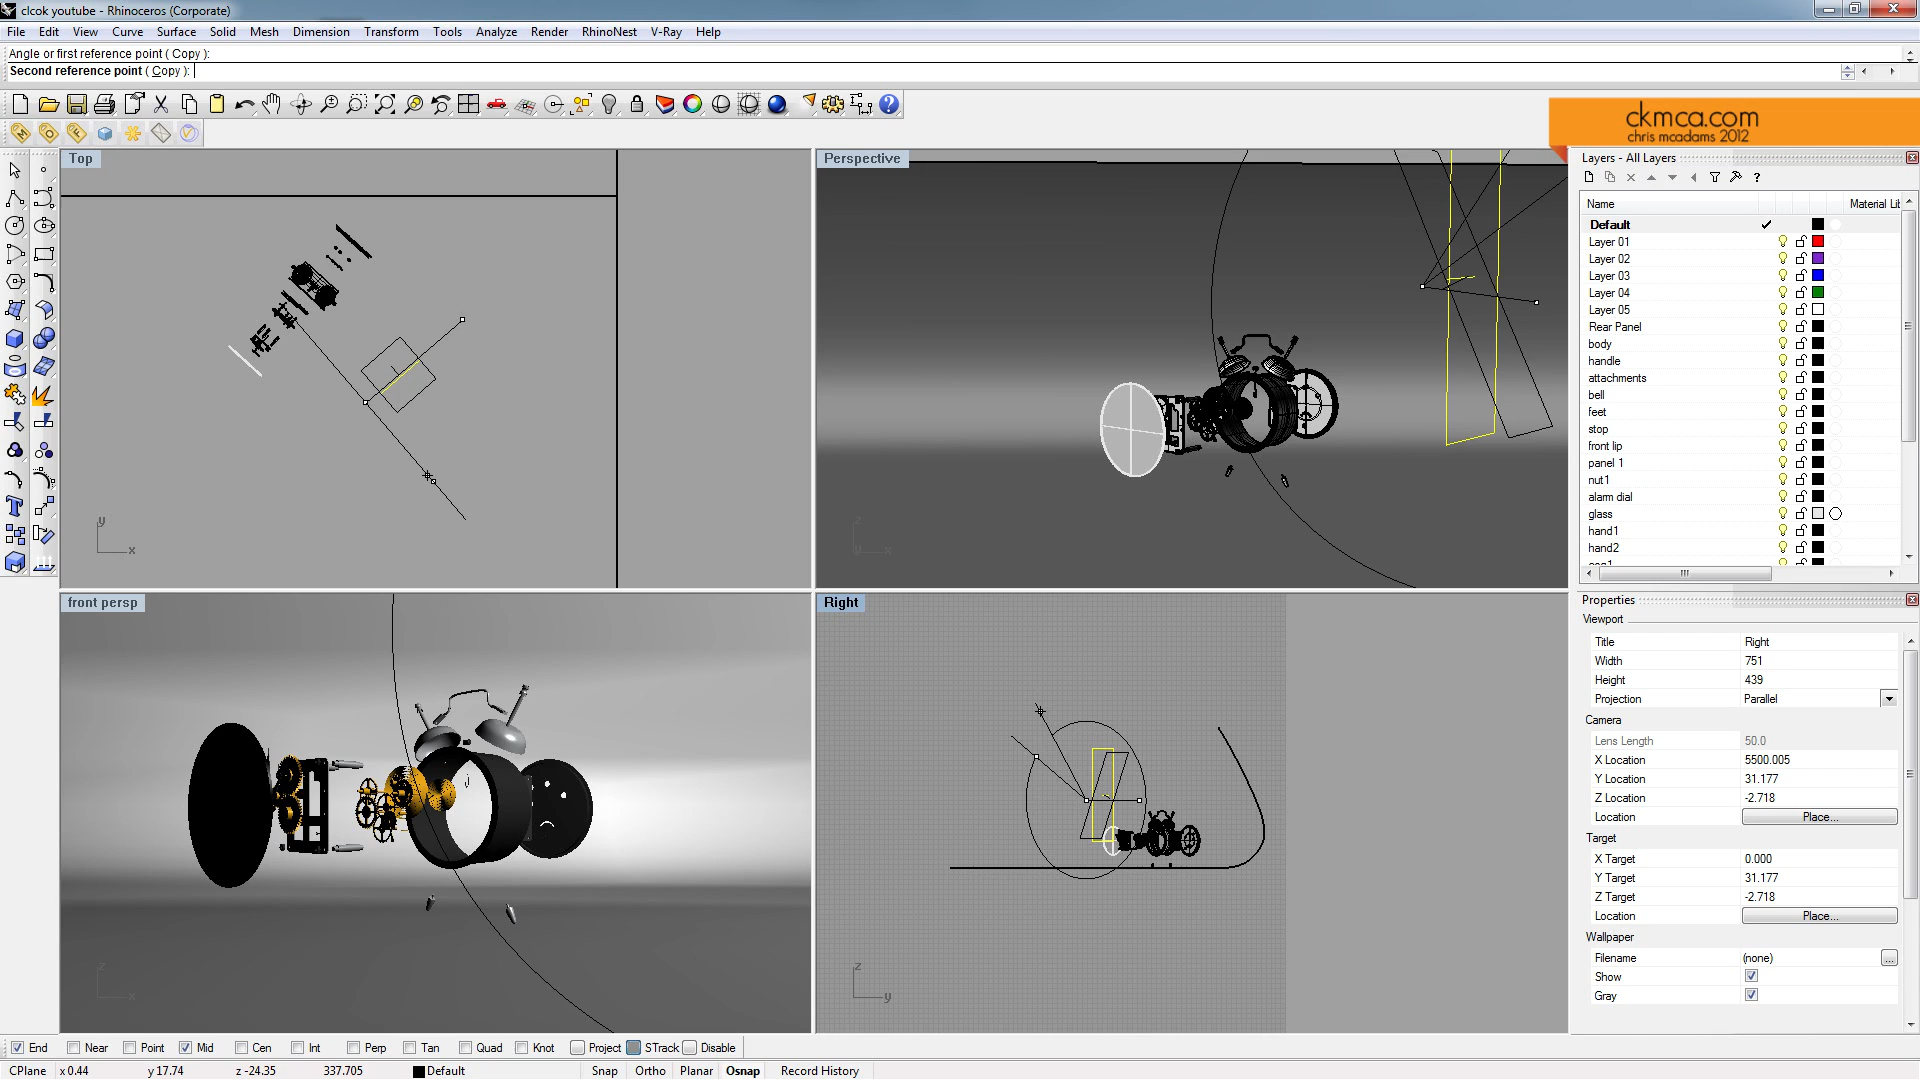 clcok youtube - Rhinoceros (Corporate)
File Edit View Curve Surface Solid Mesh Dimension Transform Tools Analyze Render RhinoNest V-Ray Help
Angle or first reference point ( Copy ):
Second reference point ( Copy ):
ckmca.com
chris mcadams 2012
Top
Perspective
Layers - All Layers
Name Material Lit
Default
Layer 01
Layer 02
Layer 03
Layer 04
Layer 05
Rear Panel
body
handle
attachments
bell
feet
stop
front lip
panel 1
nut1
alarm dial
glass
hand1
hand2
y
x
front persp
Right
Properties
Viewport
Title Right
Width 751
Height 439
Projection Parallel
Camera
Lens Length 50.0
X Location 5500.005
Y Location 31.177
Z Location -2.718
Location Place...
Target
X Target 0.000
Y Target 31.177
Z Target -2.718
Location Place...
Wallpaper
Filename (none) ...
Show
Gray
z
x
z
y
End Near Point Mid Cen Int Perp Tan Quad Knot Project STrack Disable
CPlane x 0.44 y 17.74 z -24.35 337.705 Default Snap Ortho Planar Osnap Record History